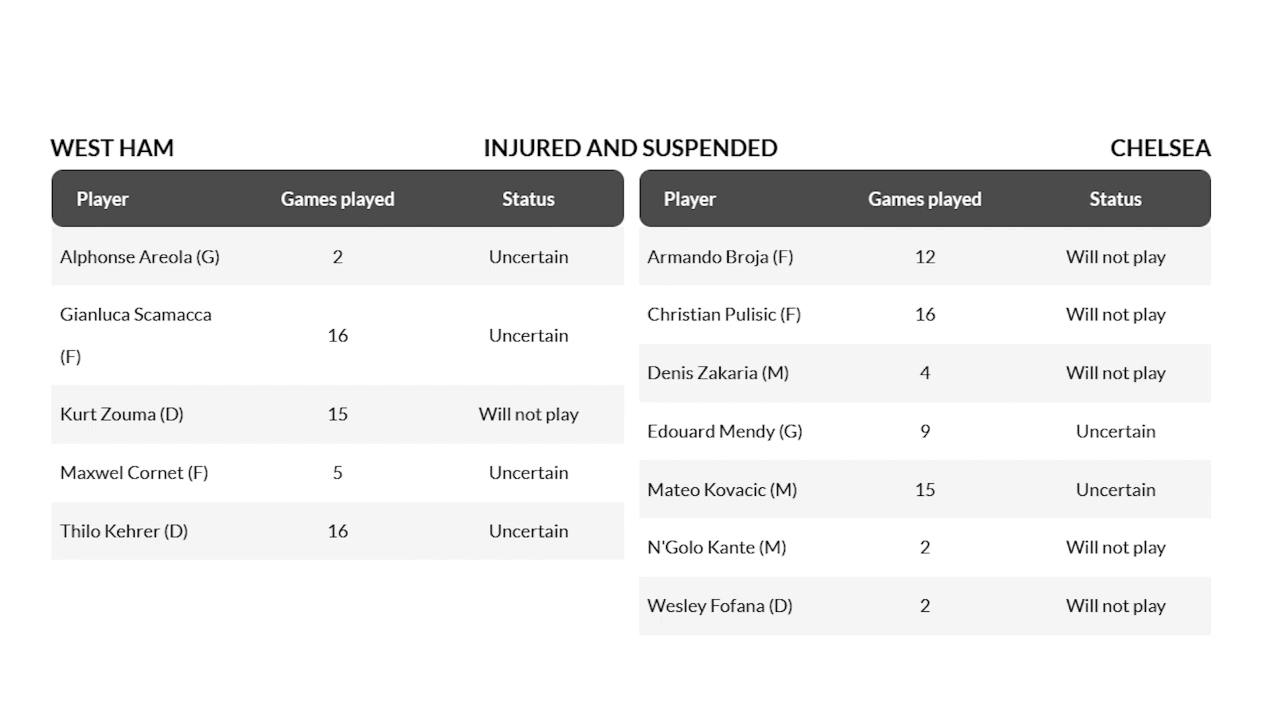 WEST HAM INJURED AND SUSPENDED CHELSEA
Player Games played Status
Alphonse Areola (G) 2 Uncertain
Gianluca Scamacca
(F) 16 Uncertain
Kurt Zouma (D) 15 Will not play
Maxwel Cornet (F) 5 Uncertain
Thilo Kehrer (D) 16 Uncertain
Player Games played Status
Armando Broja (F) 12 Will not play
Christian Pulisic (F) 16 Will not play
Denis Zakaria (M) 4 Will not play
Edouard Mendy (G) 9 Uncertain
Mateo Kovacic (M) 15 Uncertain
N'Golo Kante (M) 2 Will not play
Wesley Fofana (D) 2 Will not play